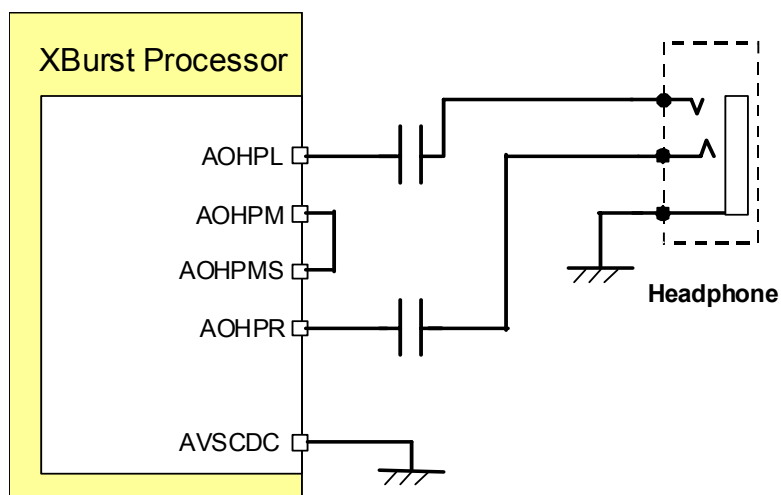 XBurst Processor
AOHPL
AOHPM
AOHPMS
AOHPR
AVSCDC
Headphone